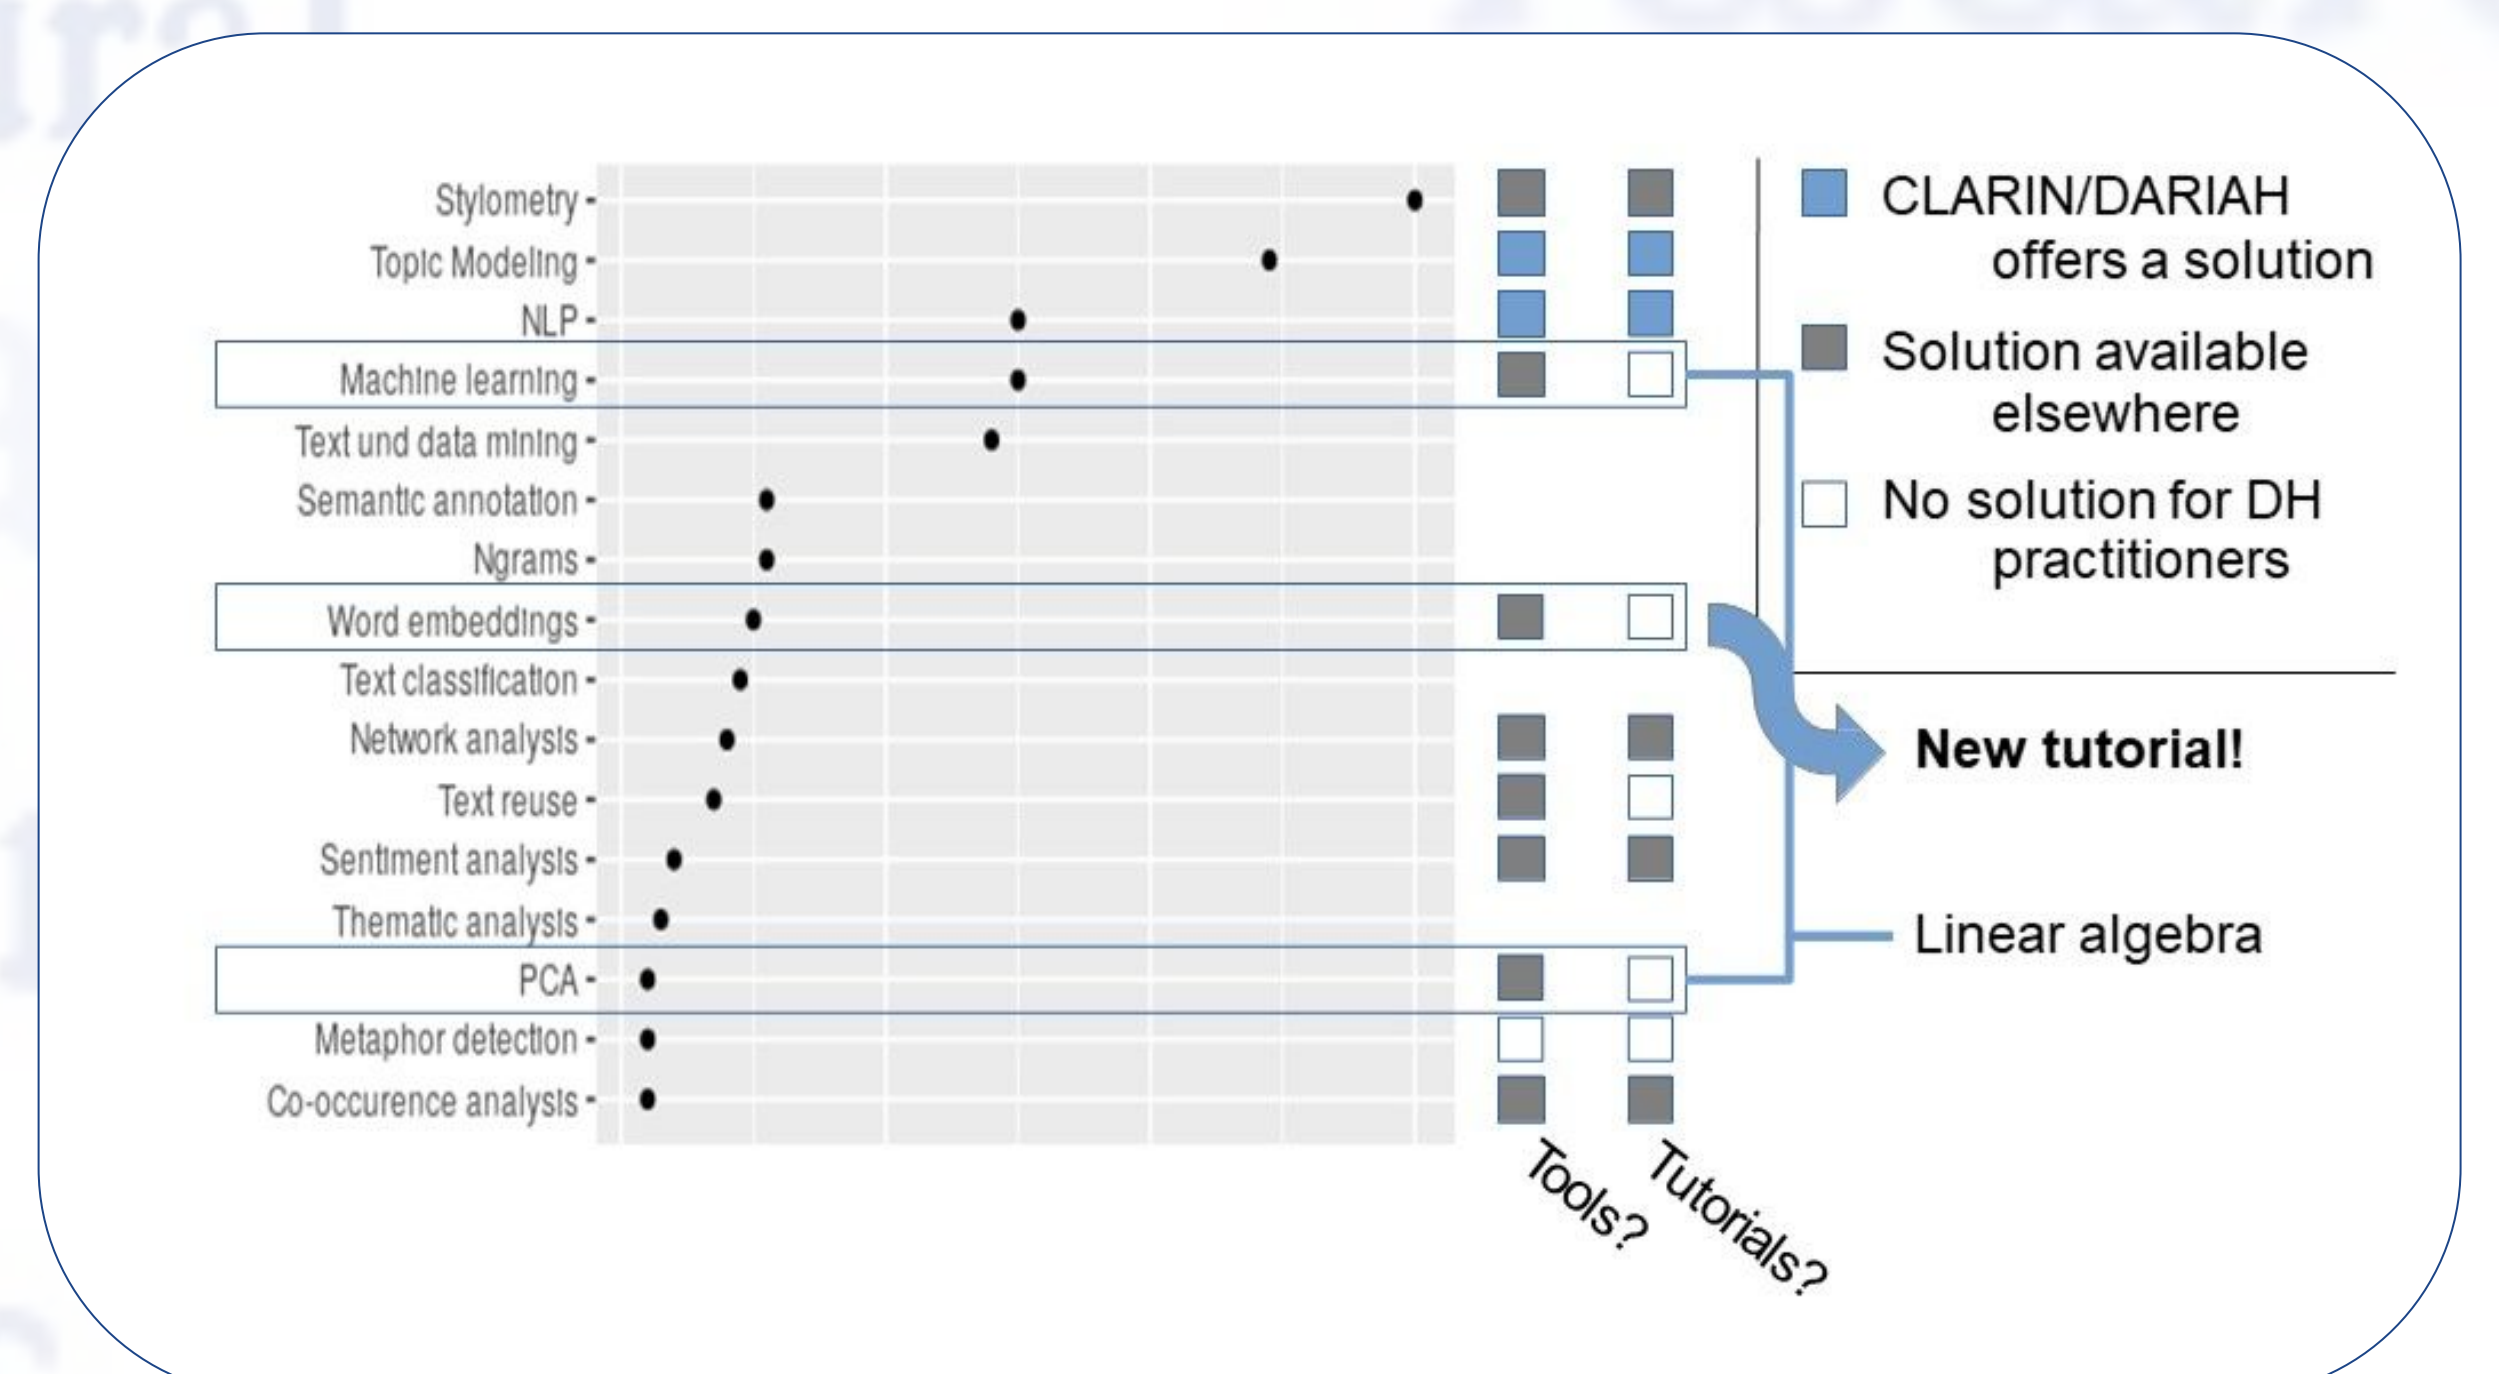 Stylometry
Topic Modeling
NLP
Machine learning
Text und data mining
Semantic annotation
Ngrams
Word embeddings
Text classification
Network analysis
Text reuse
Sentiment analysis
Thematic analysis
PCA
Metaphor detection
Co-occurence analysis
Tools?
Tutorials?
CLARIN/DARIAH
offers a solution
Solution available
elsewhere
No solution for DH
practitioners
New tutorial!
Linear algebra